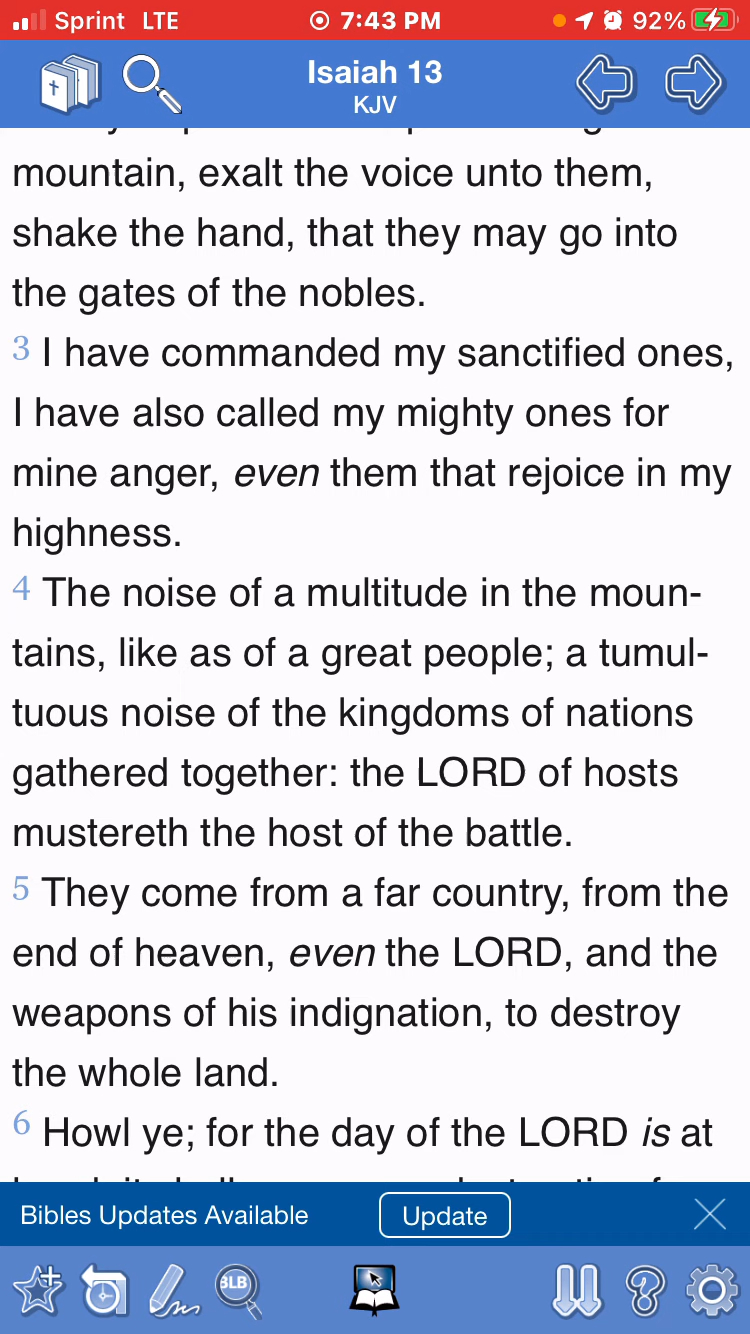 Sprint LTE 7:43 PM 92%
Isaiah 13
KJV
mountain, exalt the voice unto them,
shake the hand, that they may go into
the gates of the nobles.
3 I have commanded my sanctified ones,
I have also called my mighty ones for
mine anger, even them that rejoice in my
highness.
4 The noise of a multitude in the moun-
tains, like as of a great people; a tumul-
tuous noise of the kingdoms of nations
gathered together: the LORD of hosts
mustereth the host of the battle.
5 They come from a far country, from the
end of heaven, even the LORD, and the
weapons of his indignation, to destroy
the whole land.
6 Howl ye; for the day of the LORD is at
Bibles Updates Available Update
BLB